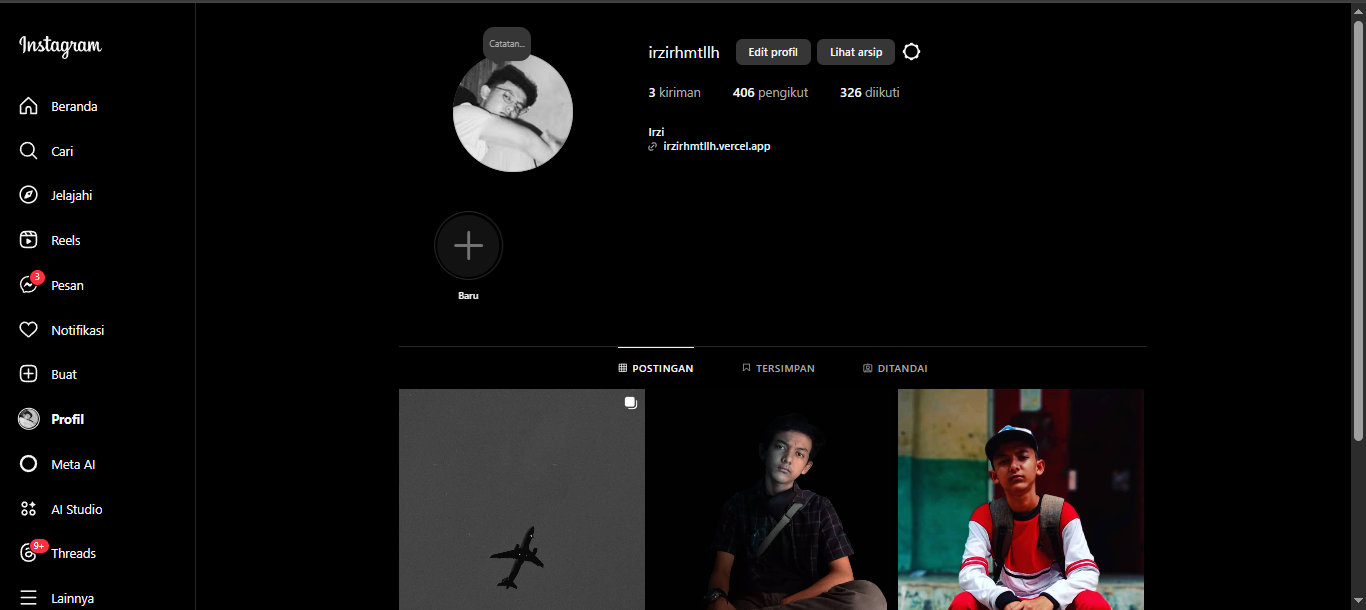 Instagram
Beranda
Cari
Jelajahi
Reels
3
Pesan
Notifikasi
Buat
Profil
Meta AI
AI Studio
9+
Threads
Lainnya
Catatan...
irzirhmtllh
Edit profil
Lihat arsip
3 kiriman
406 pengikut
326 diikuti
Irzi
irzirhmtllh.vercel.app
Baru
POSTINGAN
TERSIMPAN
DITANDAI